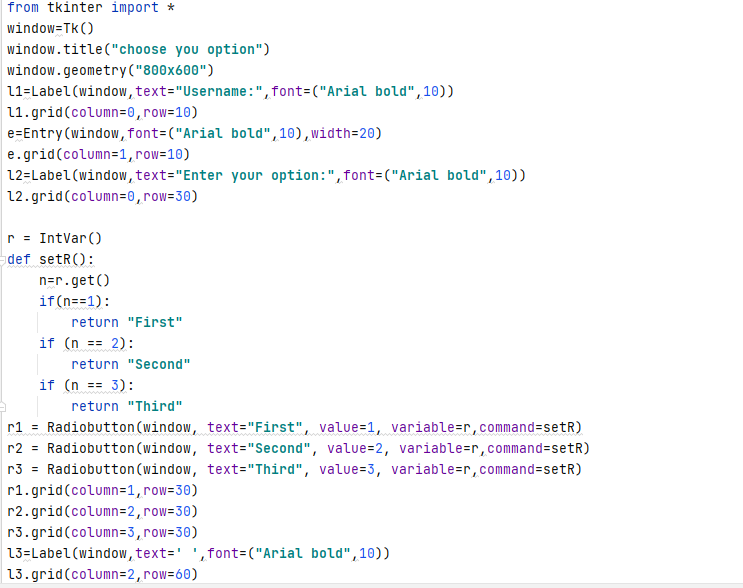 from tkinter import *
window=Tk()
window.title("choose you option")
window.geometry("800x600")
l1=Label(window,text="Username:",font=("Arial bold",10))
l1.grid(column=0,row=10)
e=Entry(window,font=("Arial bold",10),width=20)
e.grid(column=1,row=10)
l2=Label(window,text="Enter your option:",font=("Arial bold",10))
l2.grid(column=0,row=30)

r = IntVar()
def setR():
    n=r.get()
    if(n==1):
        return "First"
    if (n == 2):
        return "Second"
    if (n == 3):
        return "Third"
r1 = Radiobutton(window, text="First", value=1, variable=r,command=setR)
r2 = Radiobutton(window, text="Second", value=2, variable=r,command=setR)
r3 = Radiobutton(window, text="Third", value=3, variable=r,command=setR)
r1.grid(column=1,row=30)
r2.grid(column=2,row=30)
r3.grid(column=3,row=30)
l3=Label(window,text=' ',font=("Arial bold",10))
l3.grid(column=2,row=60)